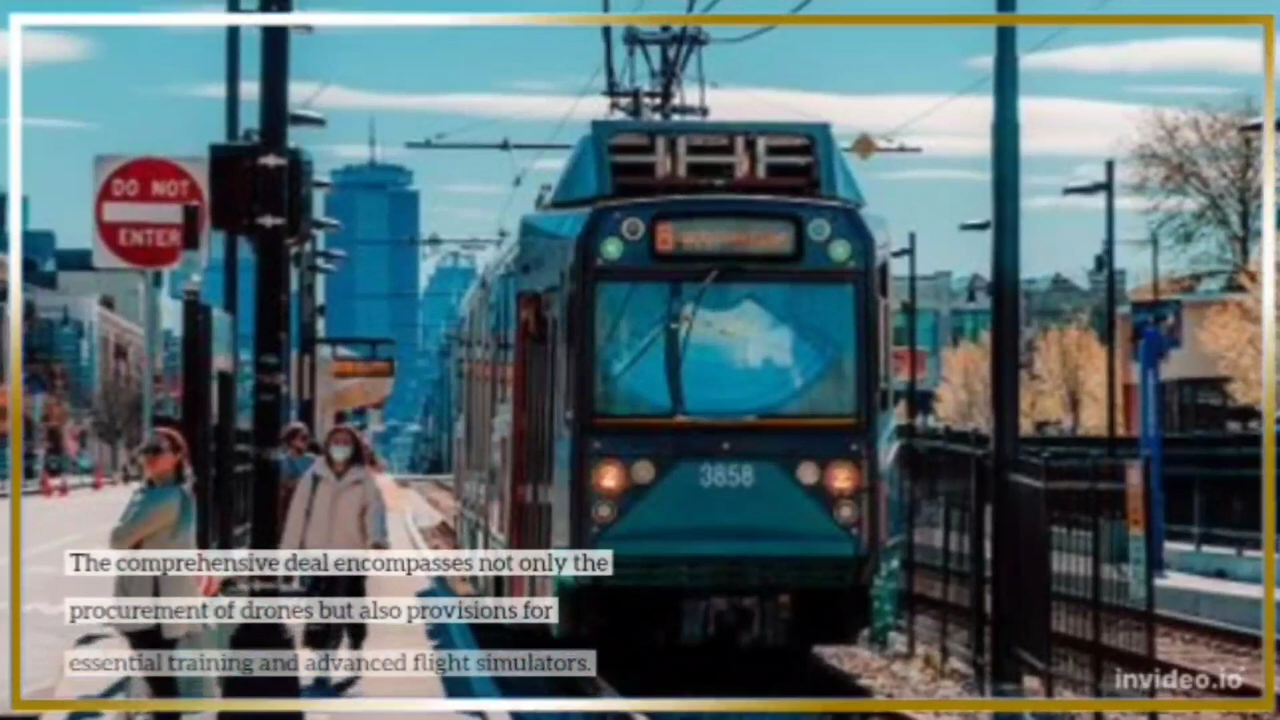 DO NOT
ENTER
3858
The comprehensive deal encompasses not only the
procurement of drones but also provisions for
essential training and advanced flight simulators.
invideo.io